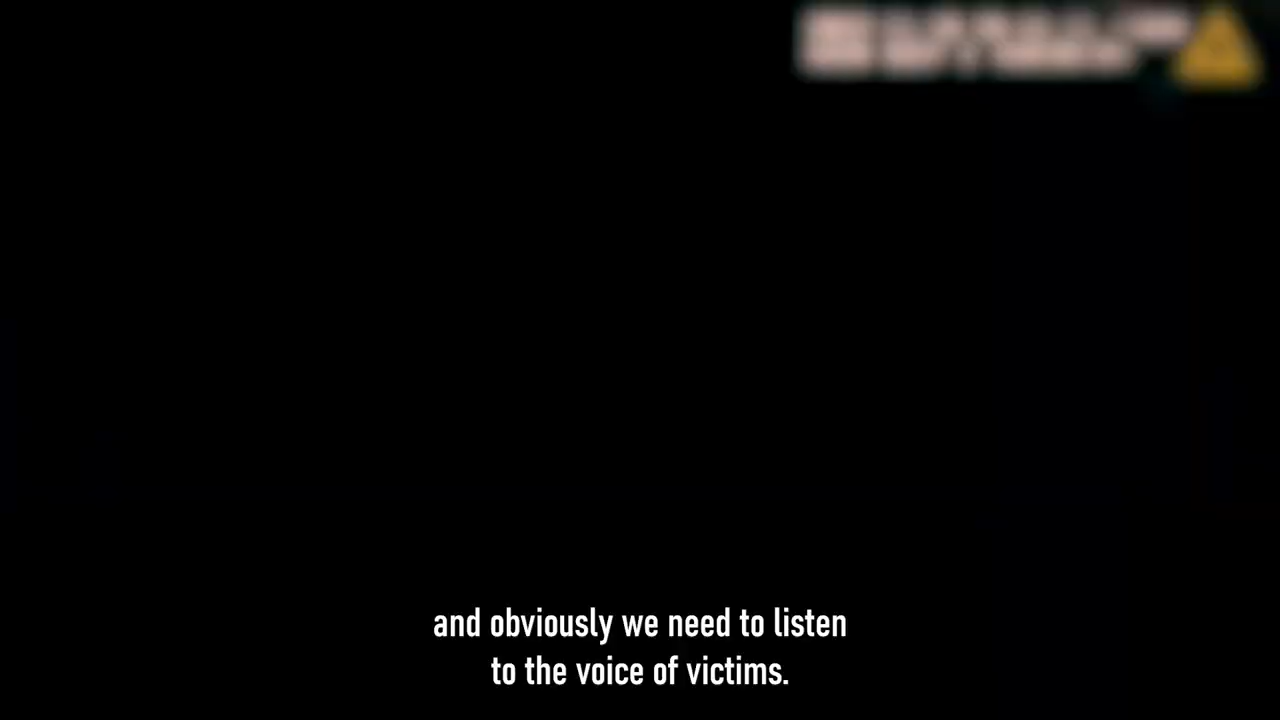 and obviously we need to listen
to the voice of victims.